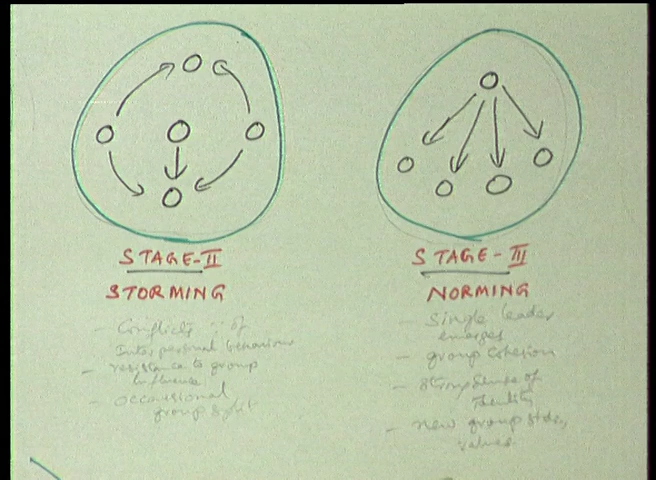 STAGE-II
STORMING
- Conflicts ∵ of
Interpersonal behaviour
- resistance to group
Influence
- occasional
group split
STAGE-III
NORMING
- Single leader
emerges
- group Cohesion
- strong sense of
Identity
- new group stds,
values